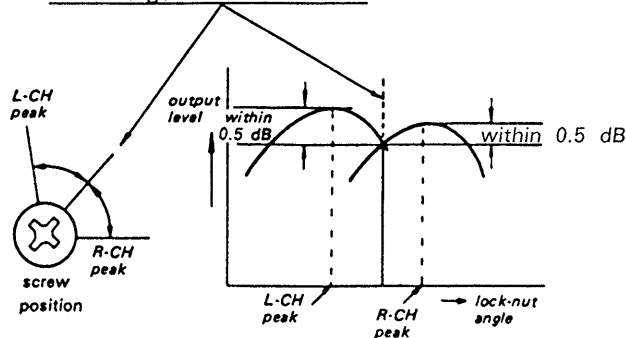 L-CH
peak
R-CH
peak
screw
position
output
level
within
0.5 dB
within 0.5 dB
L-CH
peak
R-CH
peak
lock-nut
angle